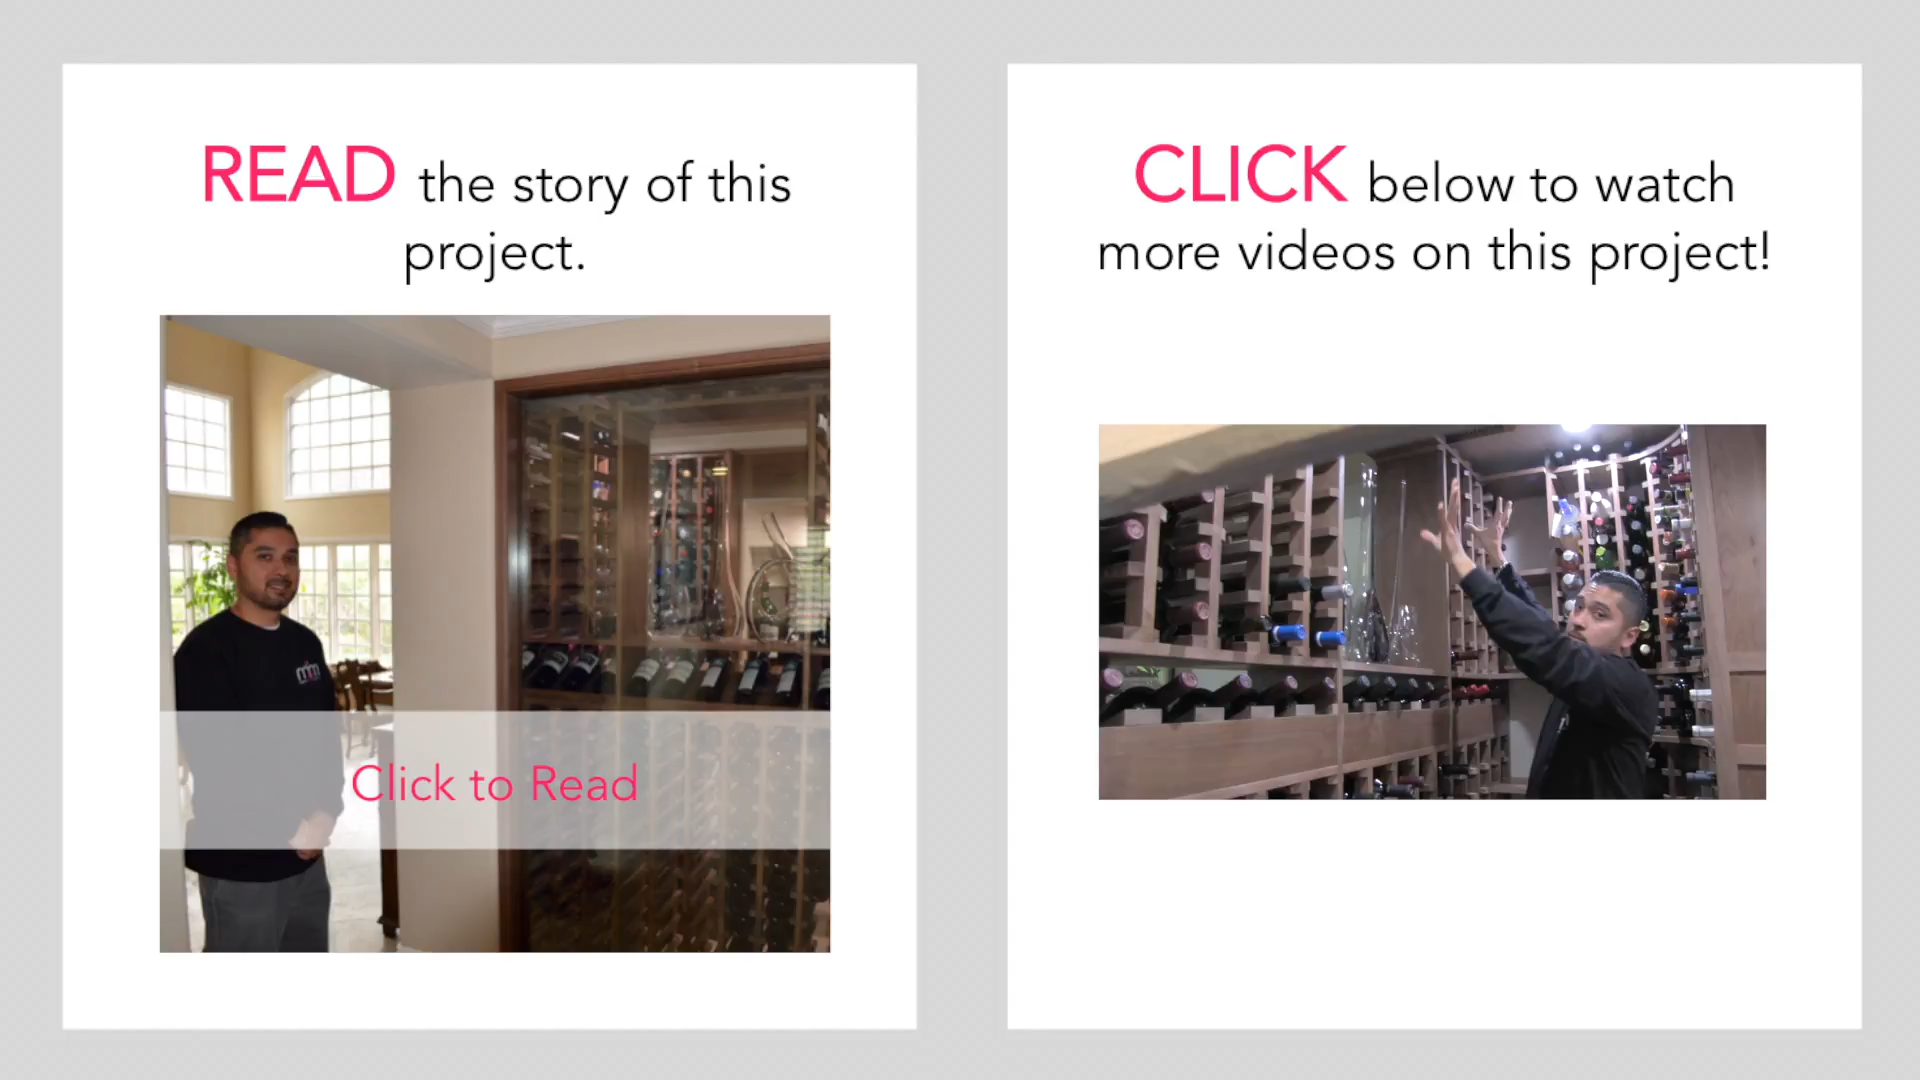 READ the story of this
project.
Click to Read
CLICK below to watch
more videos on this project!